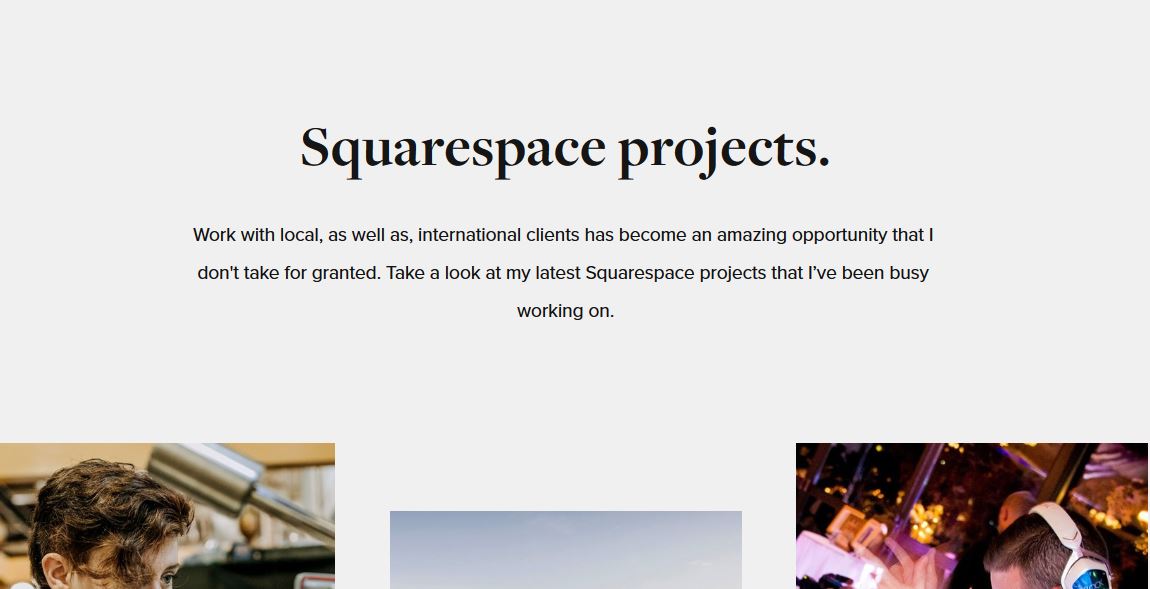 Squarespace projects.
Work with local, as well as, international clients has become an amazing opportunity that I
don't take for granted. Take a look at my latest Squarespace projects that I’ve been busy
working on.